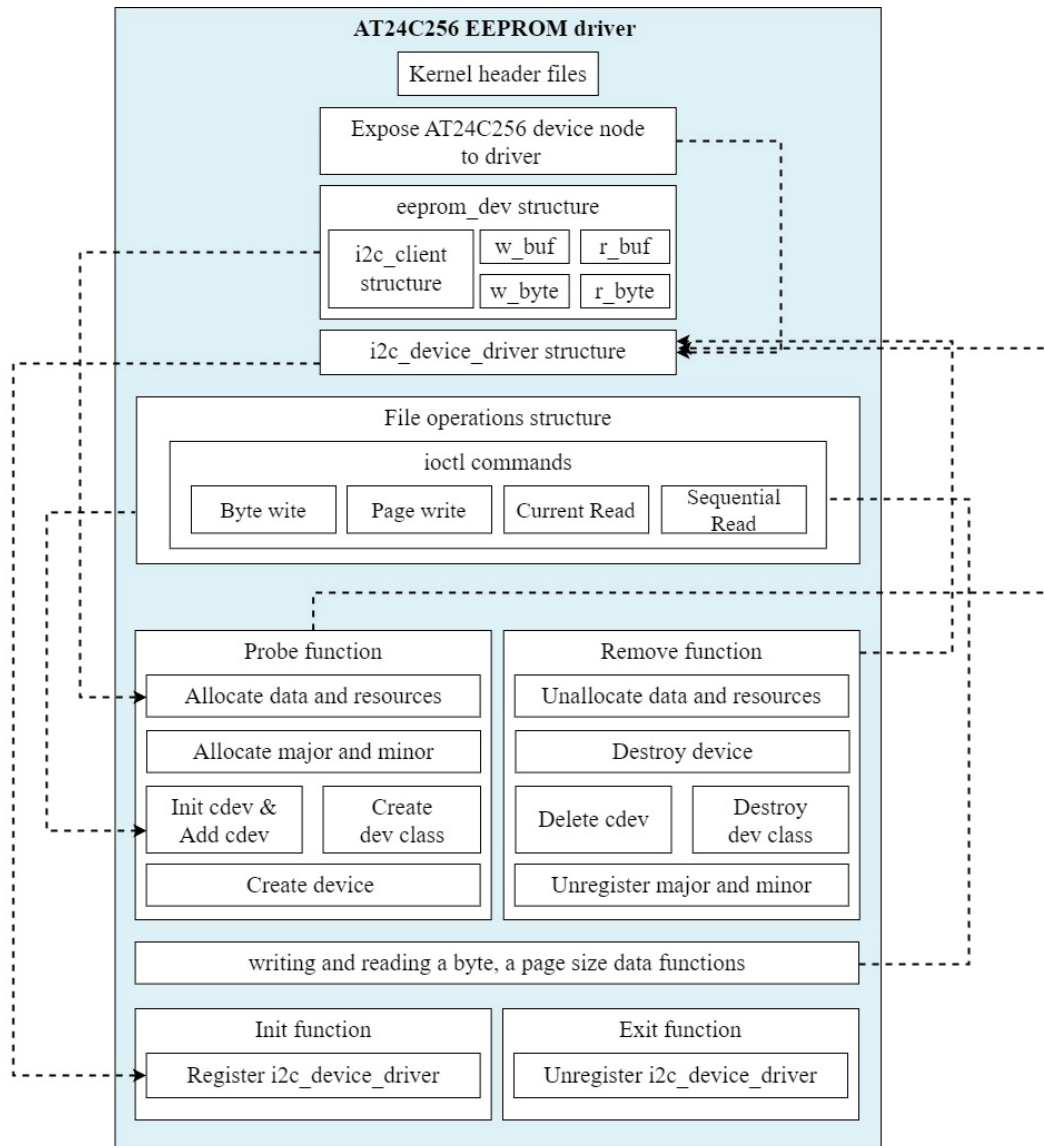 AT24C256 EEPROM driver
Kernel header files
Expose AT24C256 device node
to driver
eeprom_dev structure
i2c_client
structure
w_buf
r_buf
w_byte
r_byte
i2c_device_driver structure
File operations structure
ioctl commands
Byte wite
Page write
Current Read
Sequential
Read
Probe function
Allocate data and resources
Allocate major and minor
Init cdev &
Add cdev
Create
dev class
Create device
Remove function
Unallocate data and resources
Destroy device
Delete cdev
Destroy
dev class
Unregister major and minor
writing and reading a byte, a page size data functions
Init function
Register i2c_device_driver
Exit function
Unregister i2c_device_driver